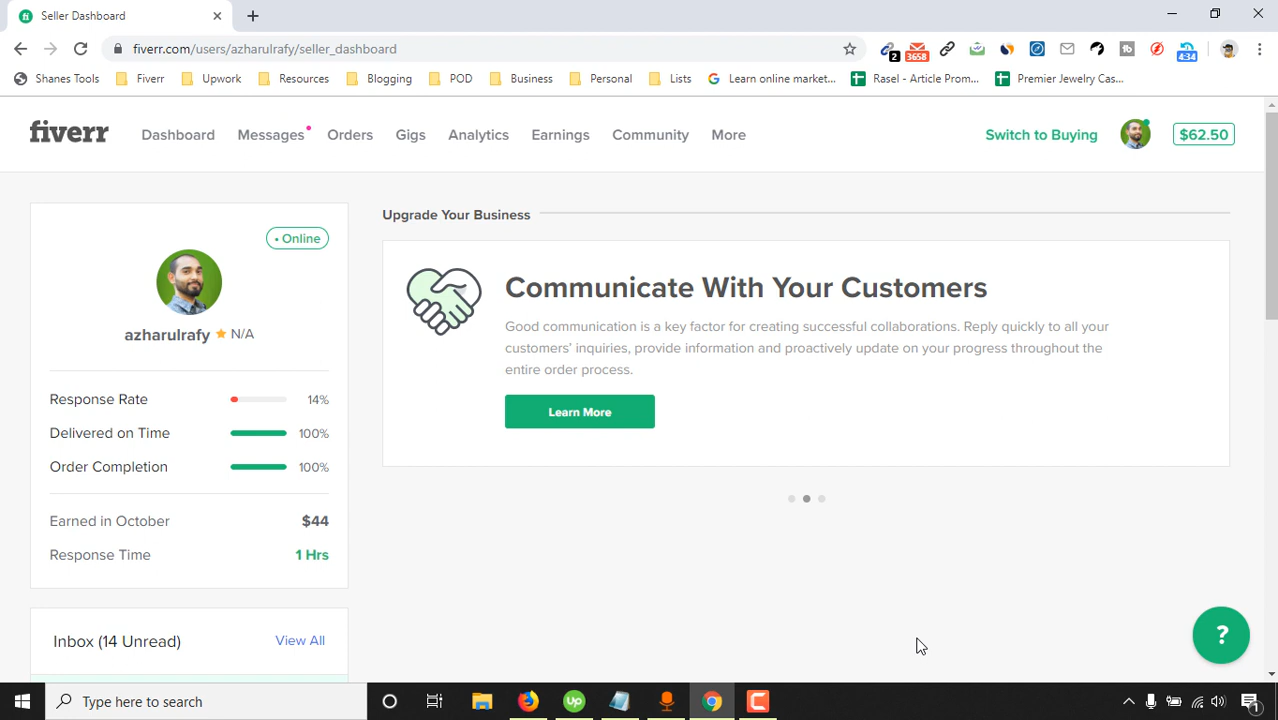 Seller Dashboard
fiverr.com/users/azharulrafy/seller_dashboard
2
3658
434
Shanes Tools
Fiverr
Upwork
Resources
Blogging
POD
Business
Personal
Lists
Learn online market...
Rasel - Article Prom...
Premier Jewelry Cas...
fiverr
Dashboard
Messages
Orders
Gigs
Analytics
Earnings
Community
More
Switch to Buying
$62.50
• Online
azharulrafy ★ N/A
Response Rate 14%
Delivered on Time 100%
Order Completion 100%
Earned in October $44
Response Time 1 Hrs
Inbox (14 Unread) View All
Upgrade Your Business
Communicate With Your Customers
Good communication is a key factor for creating successful collaborations. Reply quickly to all your
customers' inquiries, provide information and proactively update on your progress throughout the
entire order process.
Learn More
?
Type here to search
Up
1